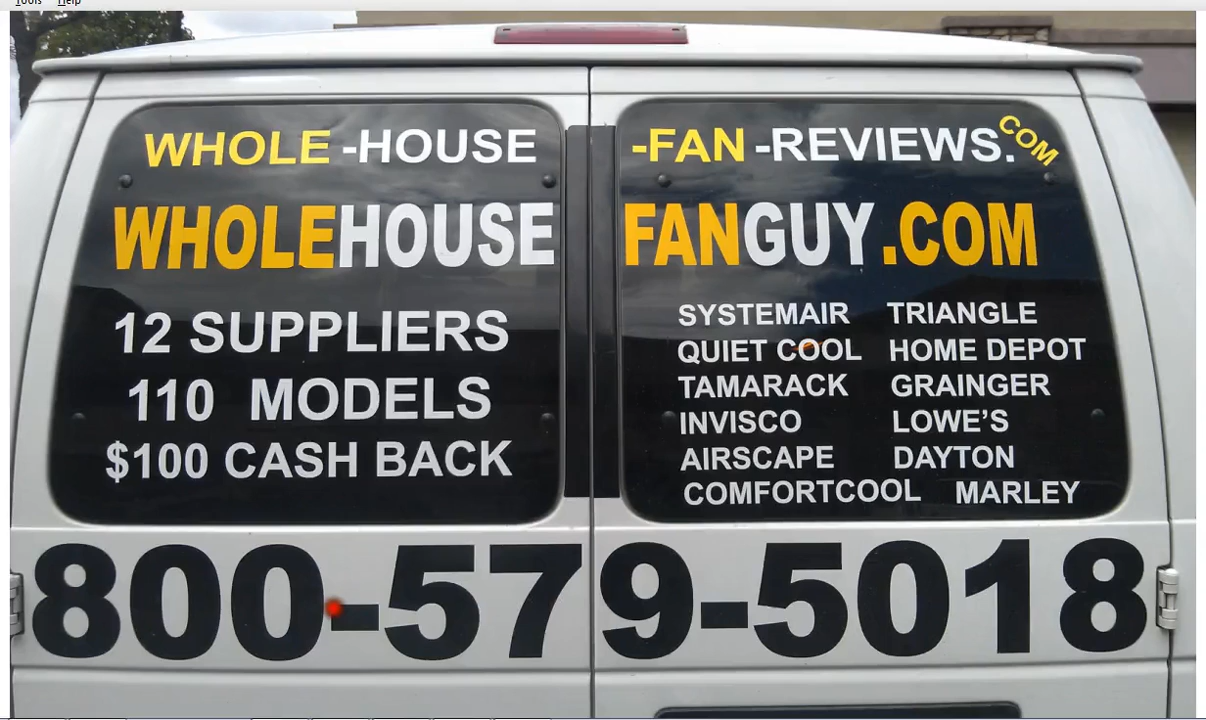 Tools Help
WHOLE -HOUSE -FAN -REVIEWS.COM
WHOLEHOUSE FANGUY.COM
12 SUPPLIERS
110 MODELS
$100 CASH BACK
SYSTEMAIR TRIANGLE
QUIET COOL HOME DEPOT
TAMARACK GRAINGER
INVISCO LOWE'S
AIRSCAPE DAYTON
COMFORTCOOL MARLEY
800-579-5018